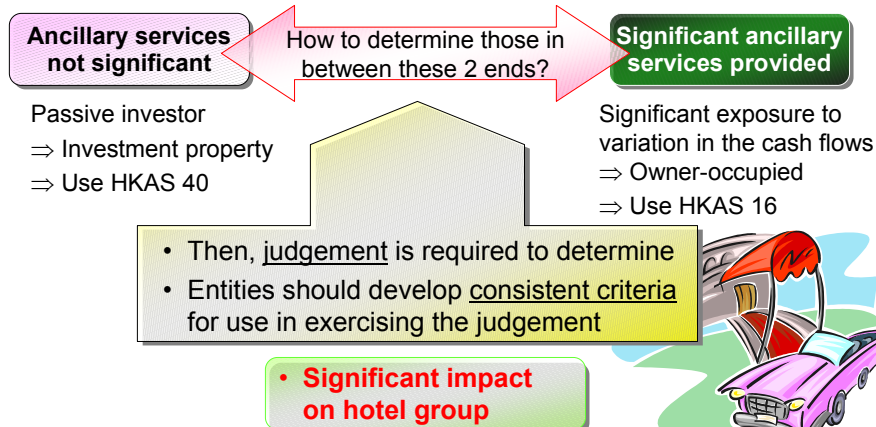 Ancillary services
not significant
How to determine those in
between these 2 ends?
Significant ancillary
services provided
Passive investor
⇒ Investment property
⇒ Use HKAS 40
Significant exposure to
variation in the cash flows
⇒ Owner-occupied
⇒ Use HKAS 16
• Then, judgement is required to determine
• Entities should develop consistent criteria
for use in exercising the judgement
• Significant impact
on hotel group